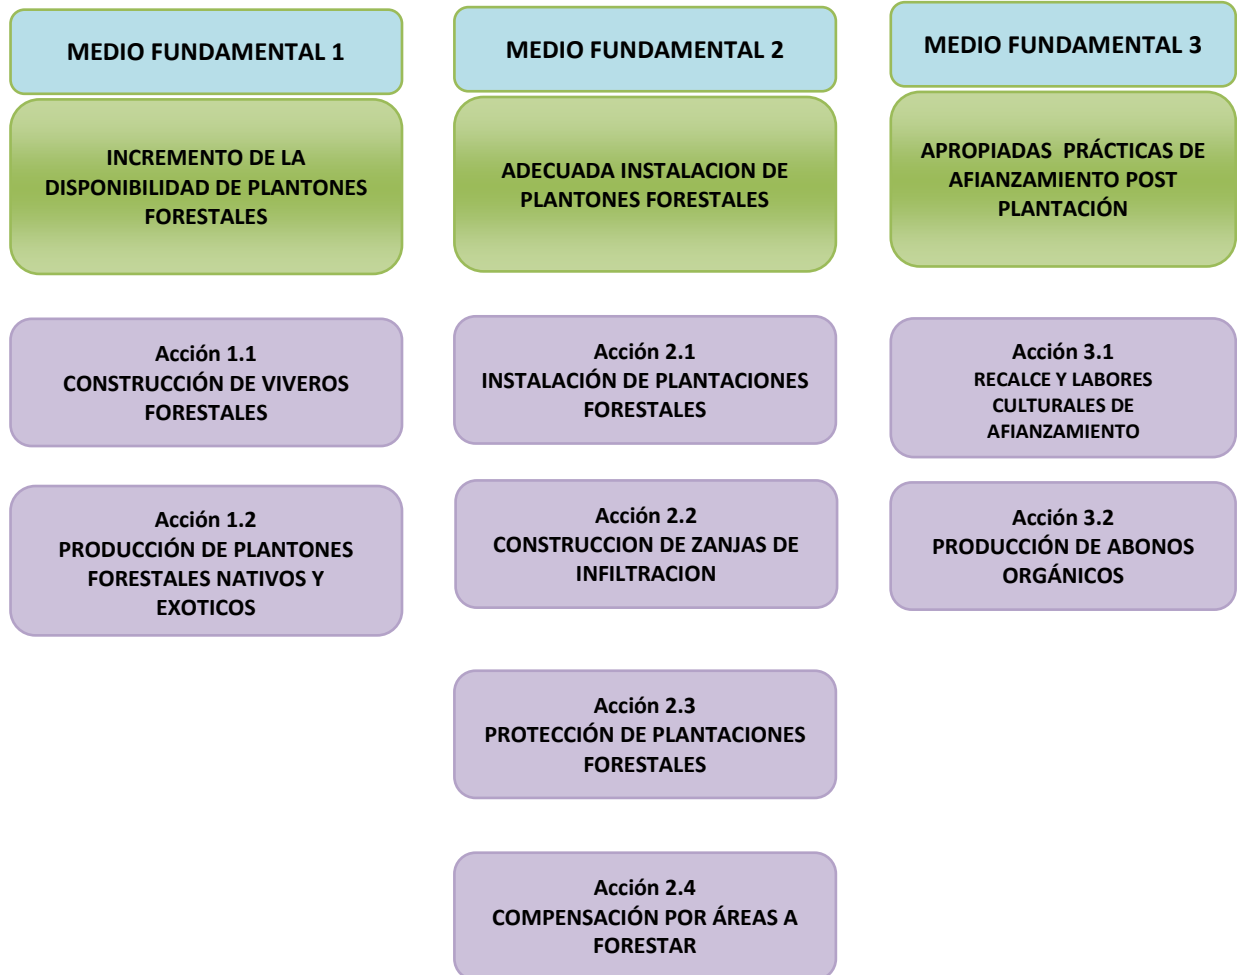 MEDIO FUNDAMENTAL 1
INCREMENTO DE LA
DISPONIBILIDAD DE PLANTONES
FORESTALES
Acción 1.1
CONSTRUCCIÓN DE VIVEROS
FORESTALES
Acción 1.2
PRODUCCIÓN DE PLANTONES
FORESTALES NATIVOS Y
EXOTICOS
MEDIO FUNDAMENTAL 2
ADECUADA INSTALACION DE
PLANTONES FORESTALES
Acción 2.1
INSTALACIÓN DE PLANTACIONES
FORESTALES
Acción 2.2
CONSTRUCCION DE ZANJAS DE
INFILTRACION
Acción 2.3
PROTECCIÓN DE PLANTACIONES
FORESTALES
Acción 2.4
COMPENSACIÓN POR ÁREAS A
FORESTAR
MEDIO FUNDAMENTAL 3
APROPIADAS PRÁCTICAS DE
AFIANZAMIENTO POST
PLANTACIÓN
Acción 3.1
RECALCE Y LABORES
CULTURALES DE
AFIANZAMIENTO
Acción 3.2
PRODUCCIÓN DE ABONOS
ORGÁNICOS